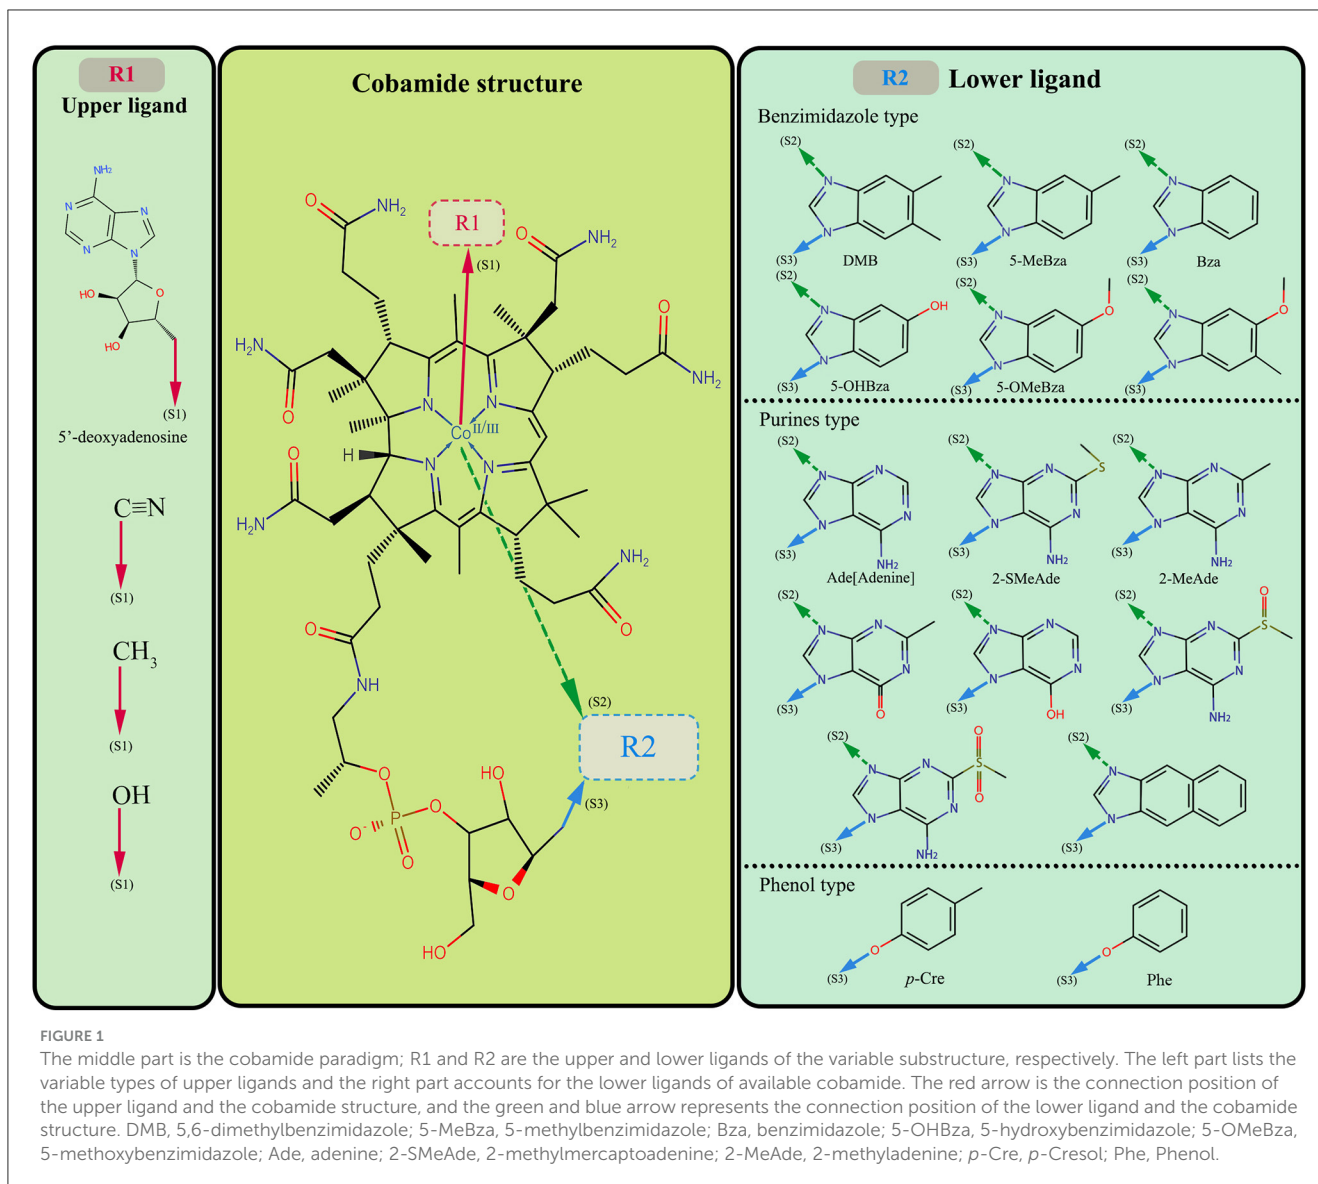 R1
Upper ligand
NH₂
N
N
N
N
N
HO
O
HO
(S1)
5'-deoxyadenosine
C≡N
(S1)
CH₃
(S1)
OH
(S1)
Cobamide structure
O
NH₂
R1
(S1)
O
NH₂
O
NH₂
H₂N
O
N
N
Co II/III
H
N
N
O
H₂N
NH₂
O
O
NH
(S2)
R2
(S3)
HO
O
O
O⁻
P
O
O
HO
R2 Lower ligand
Benzimidazole type
(S2)
N
N
(S3)
DMB
(S2)
N
N
(S3)
5-MeBza
(S2)
N
N
(S3)
Bza
(S2)
N
OH
N
(S3)
5-OHBza
(S2)
N
O
N
(S3)
5-OMeBza
(S2)
N
O
N
(S3)
Purines type
(S2)
N
N
N
N
(S3)
NH₂
Ade[Adenine]
(S2)
N
N
S
N
N
(S3)
NH₂
2-SMeAde
(S2)
N
N
N
N
(S3)
NH₂
2-MeAde
(S2)
N
N
N
N
(S3)
O
(S2)
N
N
N
N
(S3)
OH
(S2)
O
S
N
N
N
N
(S3)
NH₂
(S2)
O
S
O
N
N
N
N
(S3)
NH₂
(S2)
N
N
(S3)
Phenol type
O
(S3)
p-Cre
O
(S3)
Phe
FIGURE 1
The middle part is the cobamide paradigm; R1 and R2 are the upper and lower ligands of the variable substructure, respectively. The left part lists the
variable types of upper ligands and the right part accounts for the lower ligands of available cobamide. The red arrow is the connection position of
the upper ligand and the cobamide structure, and the green and blue arrow represents the connection position of the lower ligand and the cobamide
structure. DMB, 5,6-dimethylbenzimidazole; 5-MeBza, 5-methylbenzimidazole; Bza, benzimidazole; 5-OHBza, 5-hydroxybenzimidazole; 5-OMeBza,
5-methoxybenzimidazole; Ade, adenine; 2-SMeAde, 2-methylmercaptoadenine; 2-MeAde, 2-methyladenine; p-Cre, p-Cresol; Phe, Phenol.